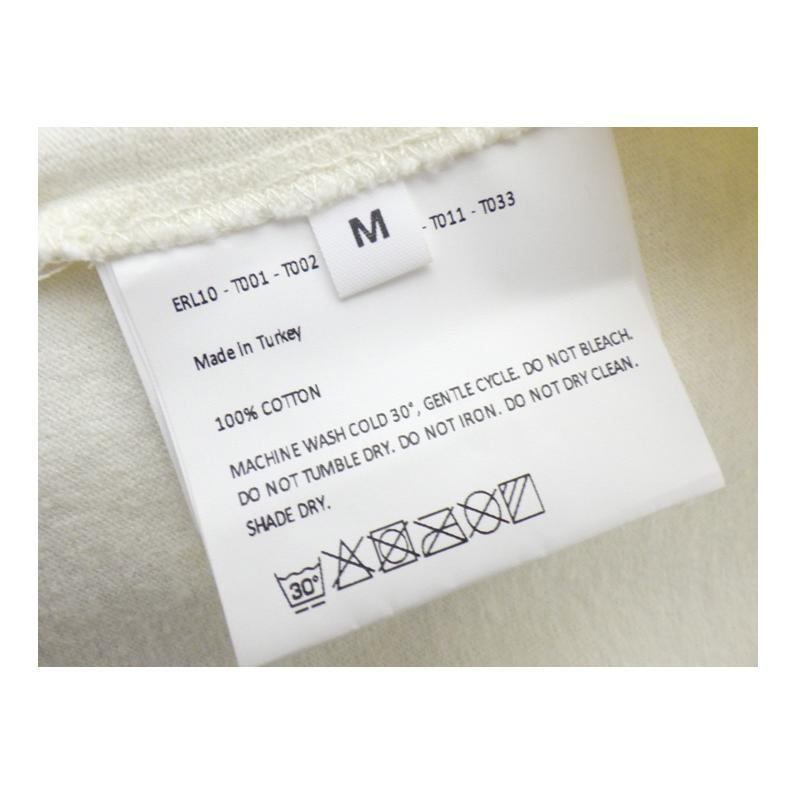 M
ERL10 - T001 - T002 - T011 - T033
Made In Turkey
100% COTTON
MACHINE WASH COLD 30°, GENTLE CYCLE. DO NOT BLEACH.
DO NOT TUMBLE DRY. DO NOT IRON. DO NOT DRY CLEAN.
SHADE DRY.
30°